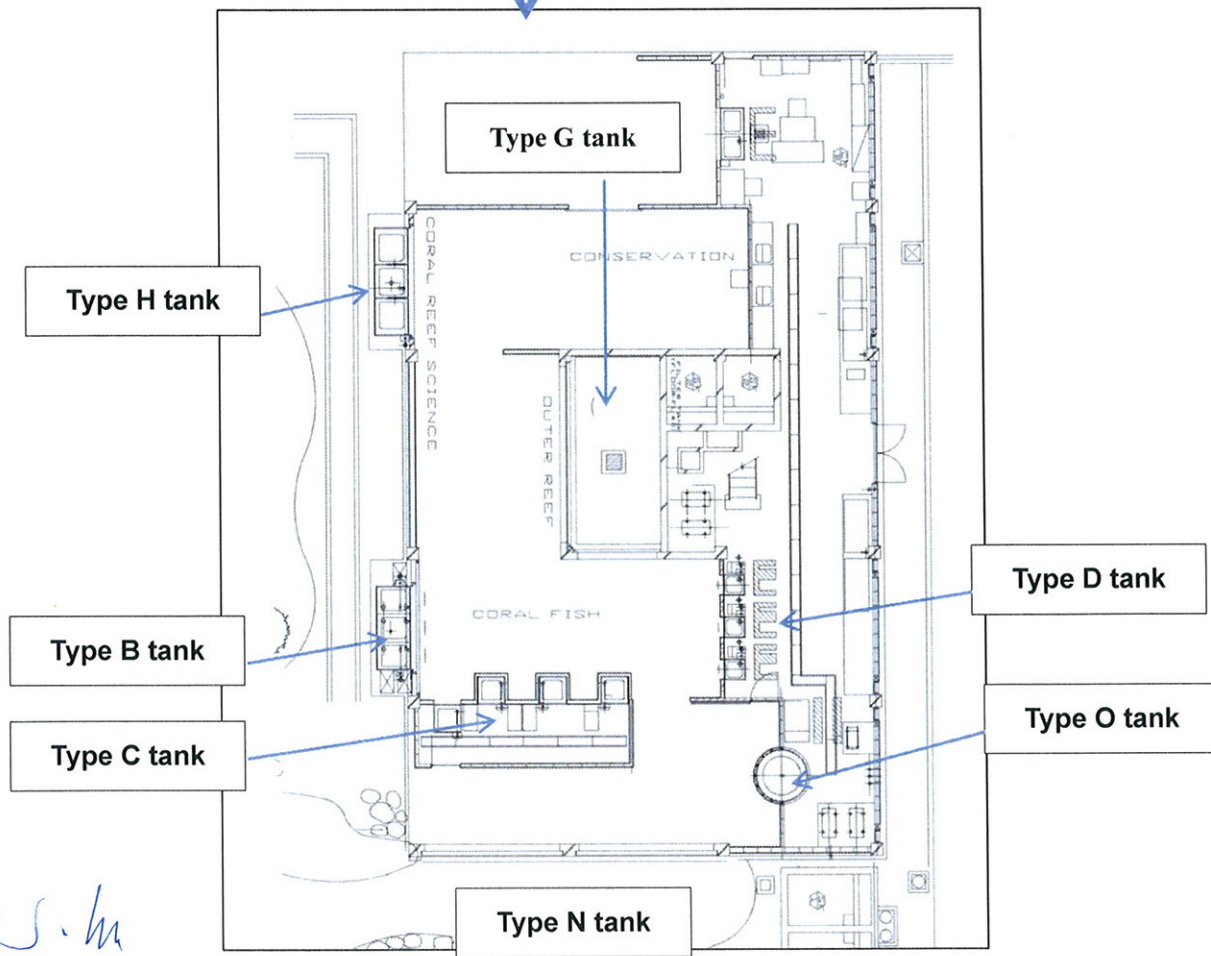 Type G tank
CONSERVATION
CORAL REEF SCIENCE
Type H tank
OUTER REEF
Type D tank
CORAL FISH
Type B tank
Type O tank
Type C tank
Type N tank